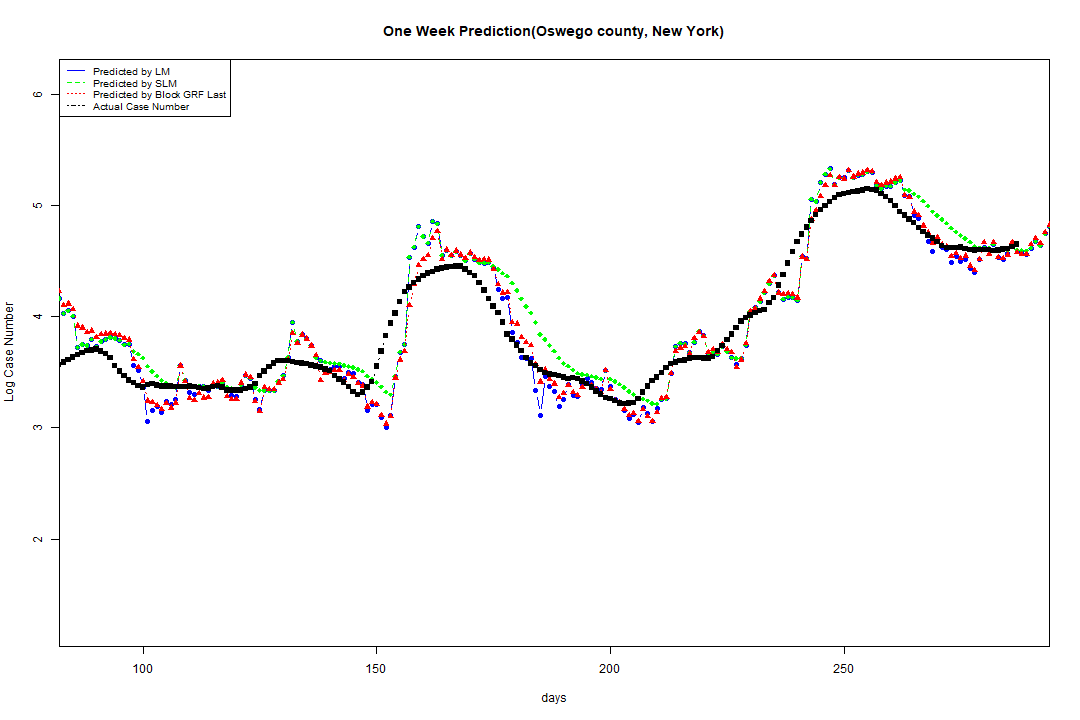 One Week Prediction(Oswego county, New York)
Predicted by LM
Predicted by SLM
Predicted by Block GRF Last
Actual Case Number
6
5
4
3
2
Log Case Number
100 150 200 250
days